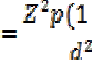 = Z²p(1
d²